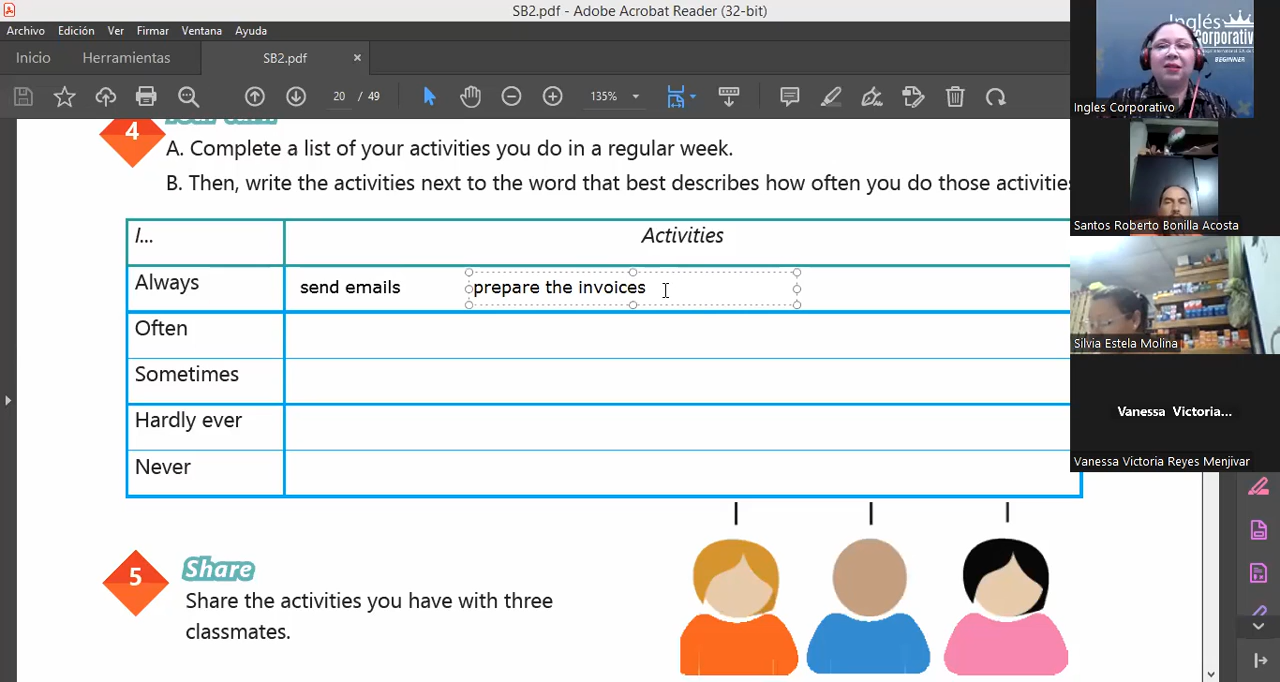 SB2.pdf - Adobe Acrobat Reader (32-bit)
Archivo Edición Ver Firmar Ventana Ayuda
Inicio Herramientas SB2.pdf ×
20 / 49 135%
4
A. Complete a list of your activities you do in a regular week.
B. Then, write the activities next to the word that best describes how often you do those activitie
I... Activities
Always send emails prepare the invoices
Often
Sometimes
Hardly ever
Never
5 Share
Share the activities you have with three
classmates.
Inglés
Corporativo
BEGINNER
Ingles Corporativo
Santos Roberto Bonilla Acosta
Silvia Estela Molina
Vanessa Victoria...
Vanessa Victoria Reyes Menjivar